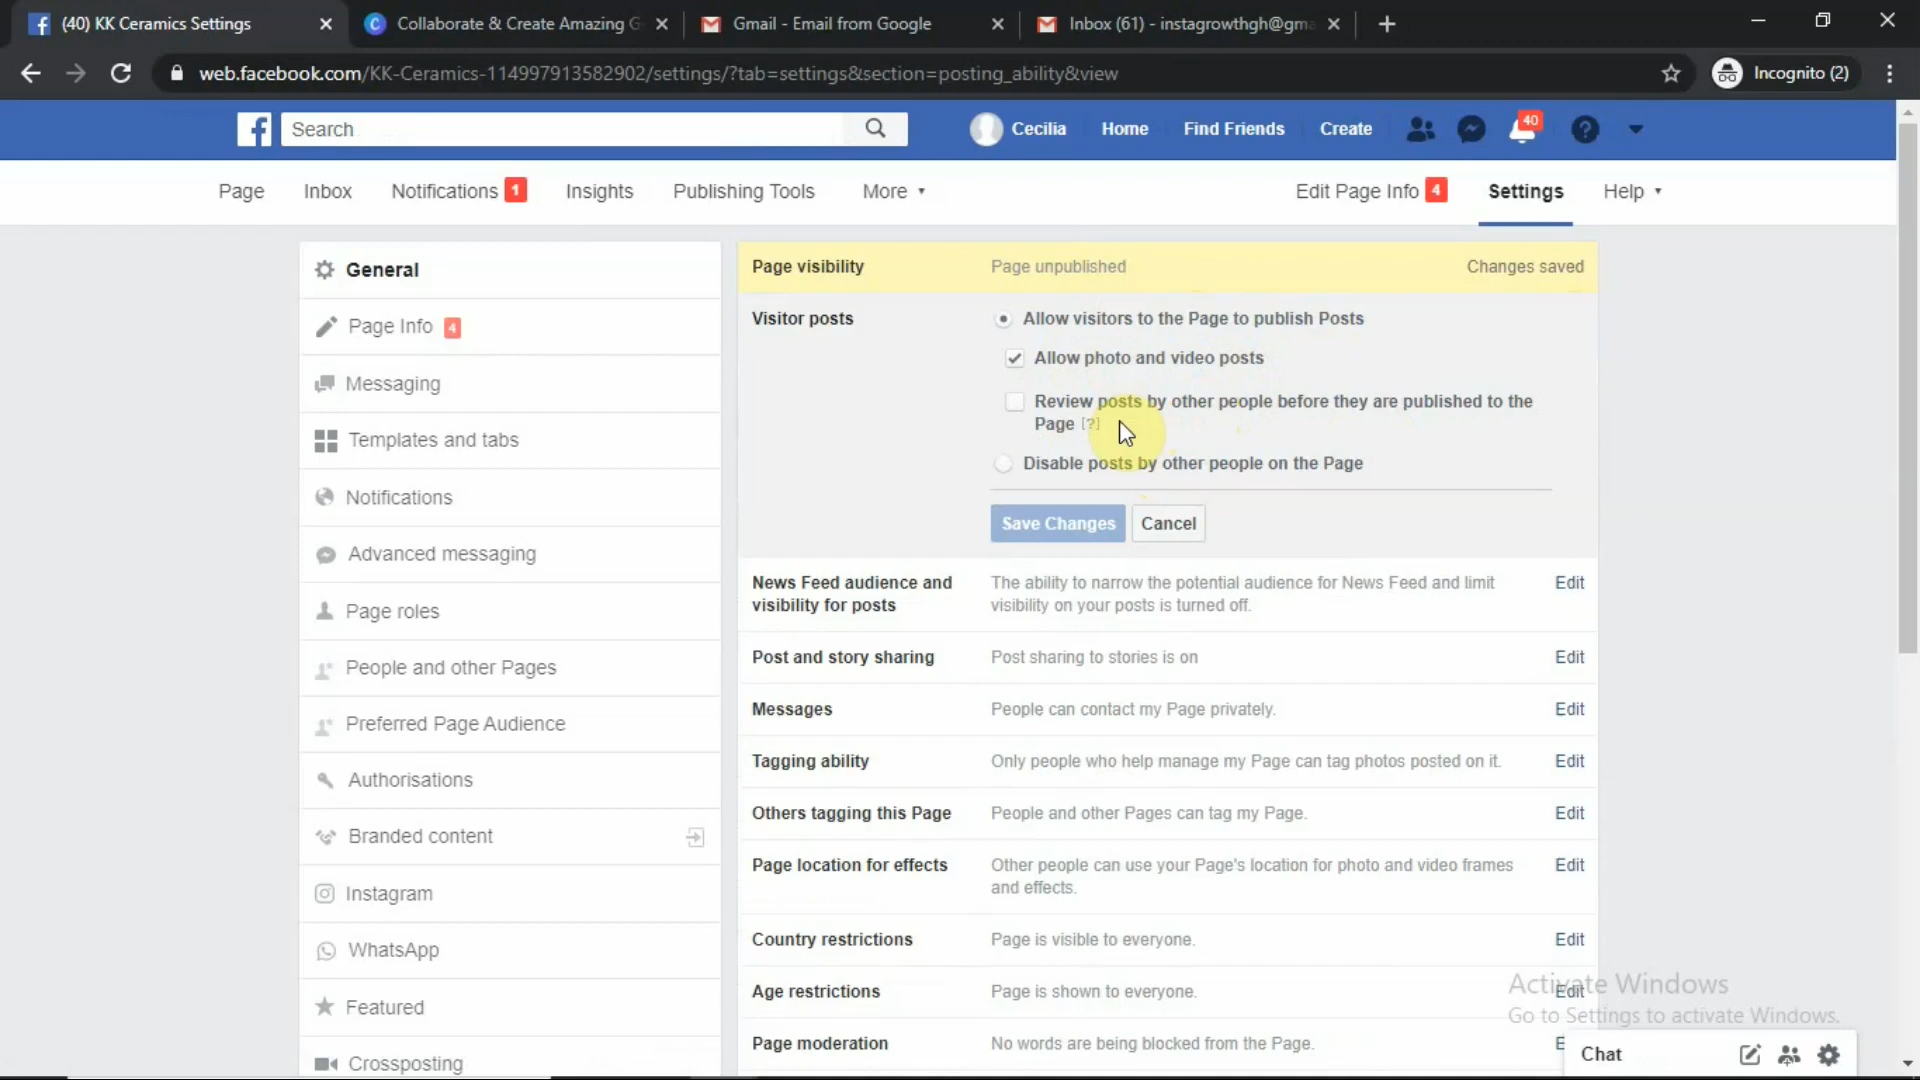 (40) KK Ceramics Settings
Collaborate & Create Amazing G
Gmail - Email from Google
Inbox (61) - instagrowthgh@gma
web.facebook.com/KK-Ceramics-114997913582902/settings/?tab=settings&section=posting_ability&view
Incognito (2)
Search
Cecilia
Home
Find Friends
Create
40
Page
Inbox
Notifications 1
Insights
Publishing Tools
More
Edit Page Info 4
Settings
Help
General
Page Info 4
Messaging
Templates and tabs
Notifications
Advanced messaging
Page roles
People and other Pages
Preferred Page Audience
Authorisations
Branded content
Instagram
WhatsApp
Featured
Crossposting
Page visibility
Page unpublished
Changes saved
Visitor posts
Allow visitors to the Page to publish Posts
Allow photo and video posts
Review posts by other people before they are published to the
Page [?]
Disable posts by other people on the Page
Save Changes
Cancel
News Feed audience and
visibility for posts
The ability to narrow the potential audience for News Feed and limit
visibility on your posts is turned off.
Edit
Post and story sharing
Post sharing to stories is on
Edit
Messages
People can contact my Page privately.
Edit
Tagging ability
Only people who help manage my Page can tag photos posted on it.
Edit
Others tagging this Page
People and other Pages can tag my Page.
Edit
Page location for effects
Other people can use your Page's location for photo and video frames
and effects.
Edit
Country restrictions
Page is visible to everyone.
Edit
Age restrictions
Page is shown to everyone.
Edit
Page moderation
No words are being blocked from the Page.
Activate Windows
Go to Settings to activate Windows.
Chat